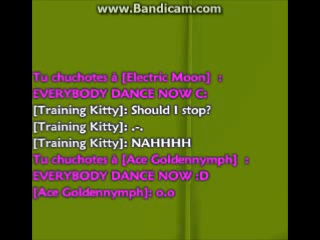 www.Bandicam.com
Tu chuchotes à [Electric Moon]  :
EVERYBODY DANCE NOW C:
[Training Kitty]: Should I stop?
[Training Kitty]: .-.
[Training Kitty]: NAHHHH
Tu chuchotes à [Ace Goldennymph]  :
EVERYBODY DANCE NOW :D
[Ace Goldennymph]: o.o